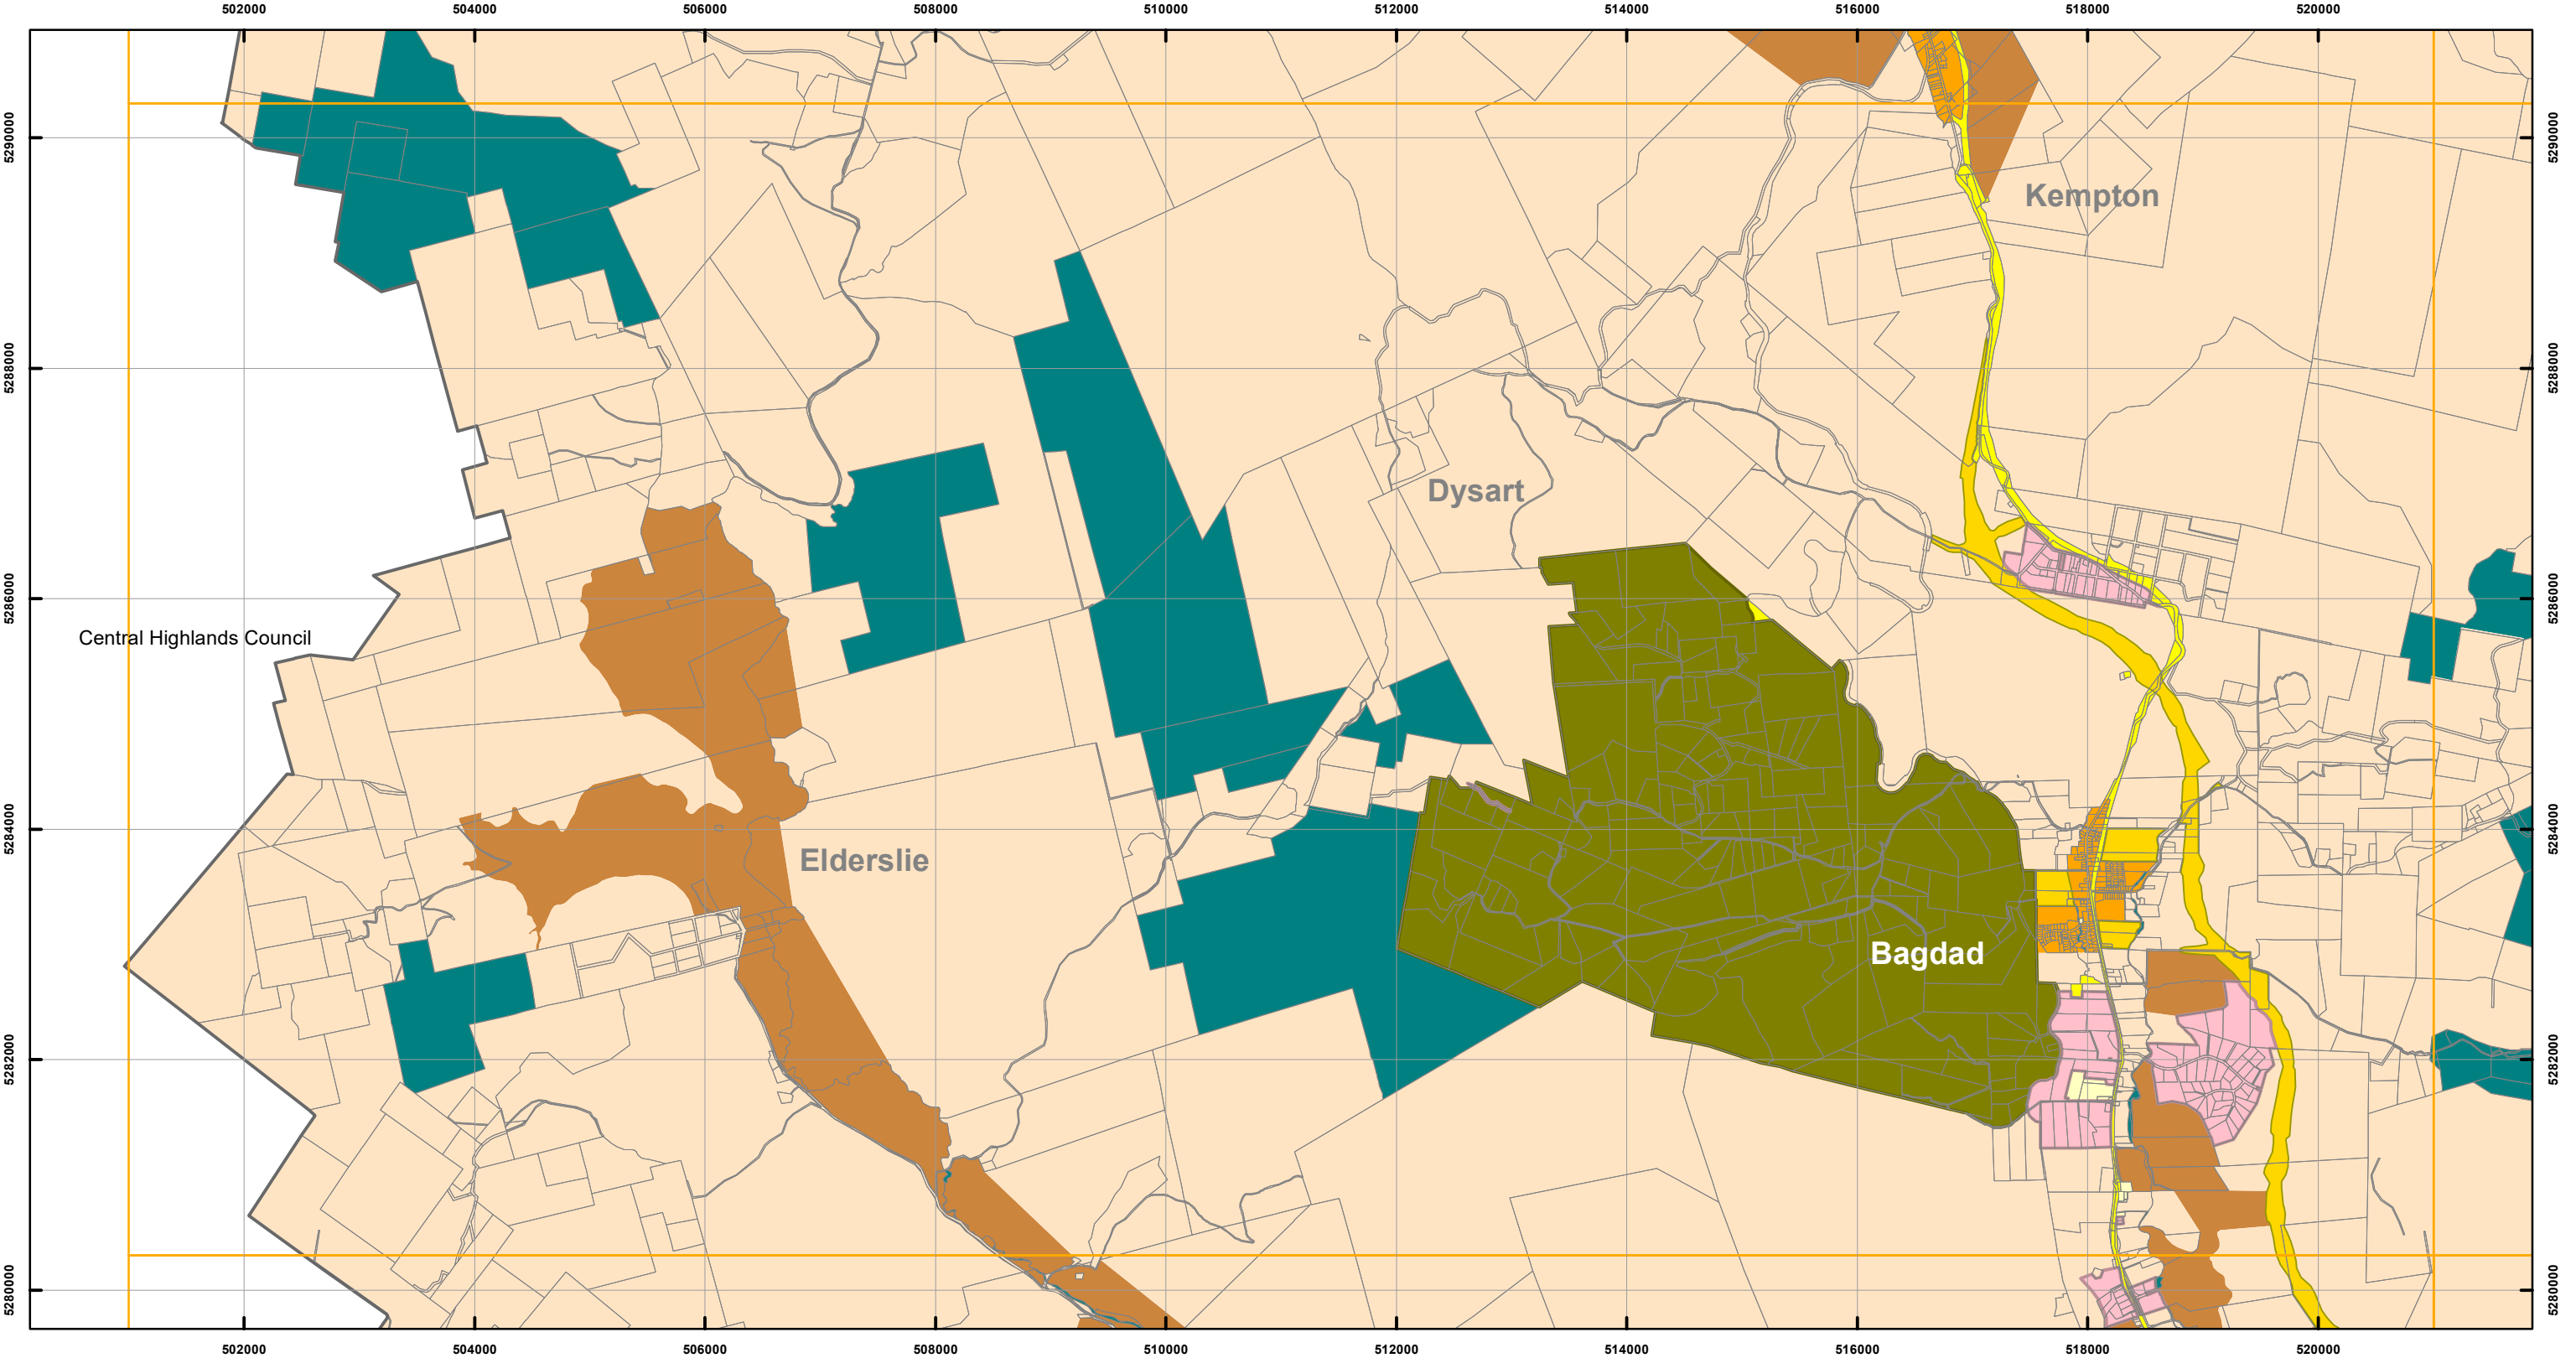 502000 504000 506000 508000 510000 512000 514000 516000 518000 520000
5290000 5290000
Kempton
5288000 5288000
Dysart
5286000 5286000
Central Highlands Council
5284000 5284000
Elderslie
Bagdad
5282000 5282000
5280000 5280000
502000 504000 506000 508000 510000 512000 514000 516000 518000 520000